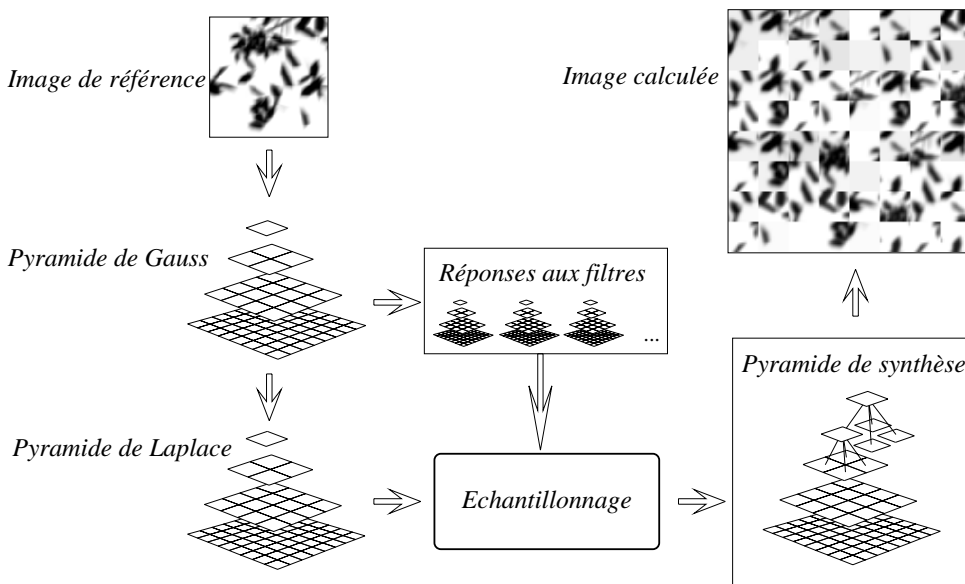 Image de référence
Image calculée
Pyramide de Gauss
Réponses aux filtres
...
Pyramide de synthèse
Pyramide de Laplace
Echantillonnage